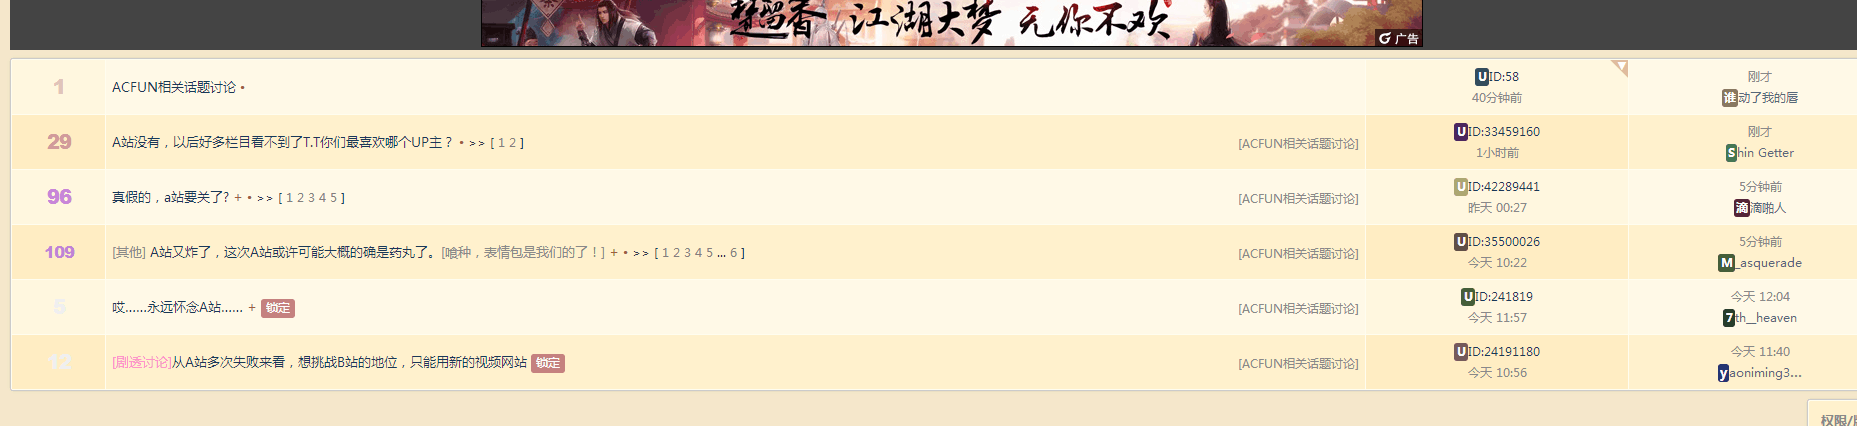 楚留香 江湖大梦 无你不欢
广告
1 ACFUN相关话题讨论 • UID:58 刚才
40分钟前 谁动了我的唇
29 A站没有，以后好多栏目看不到了T.T你们最喜欢哪个UP主？ • >> [ 1 2 ] [ACFUN相关话题讨论] UID:33459160 刚才
1小时前 Shin Getter
96 真假的，a站要关了? + • >> [ 1 2 3 4 5 ] [ACFUN相关话题讨论] UID:42289441 5分钟前
昨天 00:27 滴滴啪人
109 [其他] A站又炸了，这次A站或许可能大概的确是药丸了。[喰种，表情包是我们的了！] + • >> [ 1 2 3 4 5 ... 6 ] [ACFUN相关话题讨论] UID:35500026 5分钟前
今天 10:22 M_asquerade
5 哎......永远怀念A站...... + 锁定 [ACFUN相关话题讨论] UID:241819 今天 12:04
今天 11:57 7th__heaven
12 [剧透讨论]从A站多次失败来看，想挑战B站的地位，只能用新的视频网站 锁定 [ACFUN相关话题讨论] UID:24191180 今天 11:40
今天 10:56 yaoniming3...
权限/